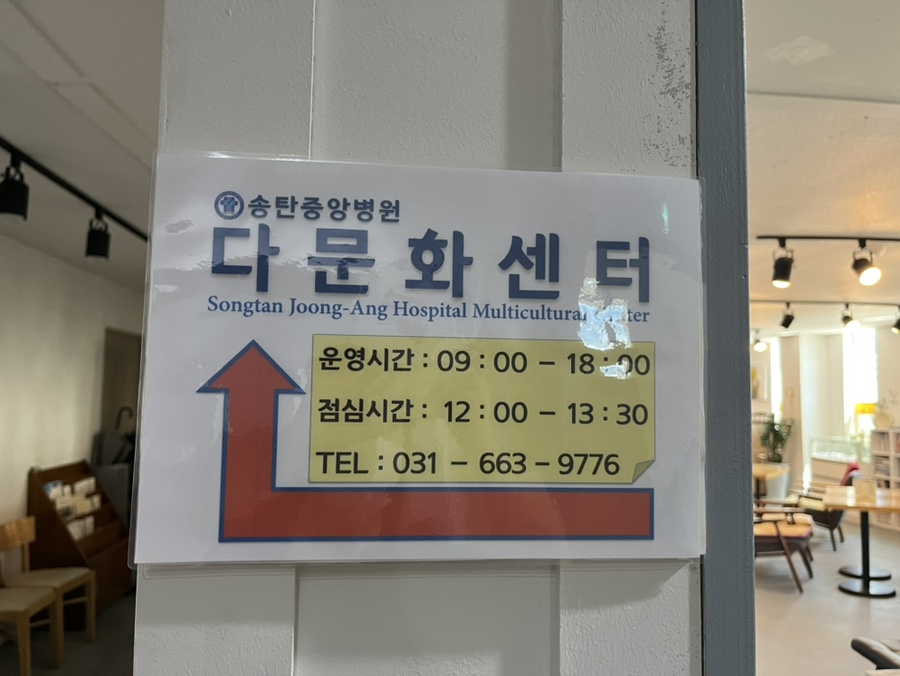 송탄중앙병원
다문화센터
Songtan Joong-Ang Hospital Multicultural Center
운영시간 : 09 : 00 – 18 : 00
점심시간 : 12 : 00 – 13 : 30
TEL : 031 – 663 – 9776